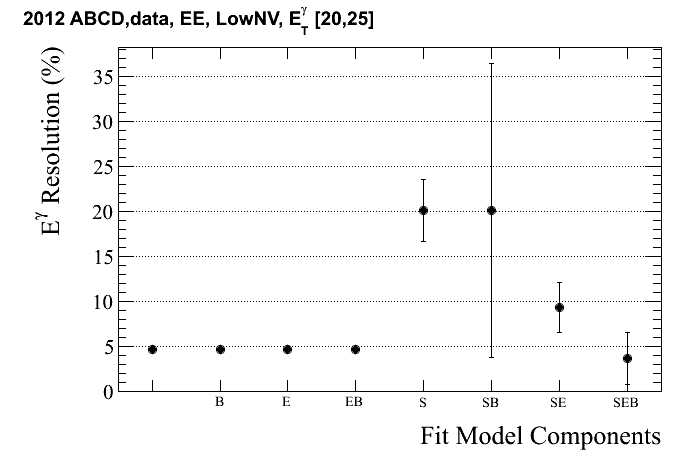 2012 ABCD,data, EE, LowNV, E_T^γ [20,25]
E^γ Resolution (%)
35
30
25
20
15
10
5
0
B E EB S SB SE SEB
Fit Model Components